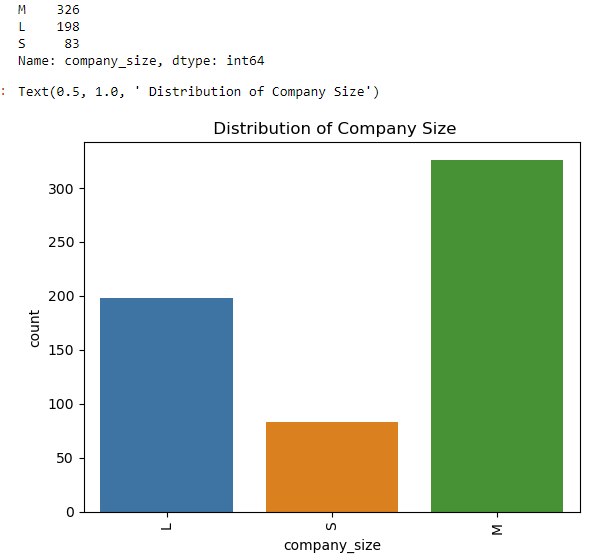 M    326
L    198
S     83
Name: company_size, dtype: int64
: Text(0.5, 1.0, ' Distribution of Company Size')
Distribution of Company Size
300
250
200
150
100
50
0
count
L S M
company_size